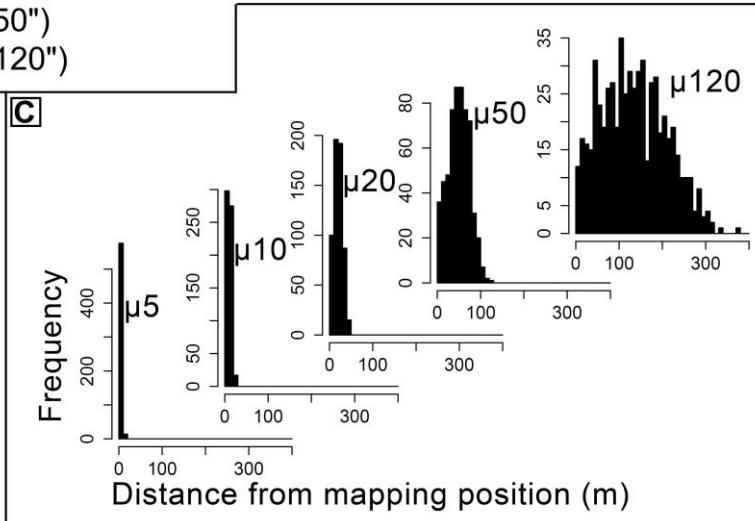 50")
120")
C
µ5
µ10
µ20
µ50
µ120
Frequency
0 200 400
0 100 300
0 50 150 250
0 100 300
0 50 100 150 200
0 100 300
0 20 40 60 80
0 100 300
0 5 15 25 35
0 100 300
Distance from mapping position (m)